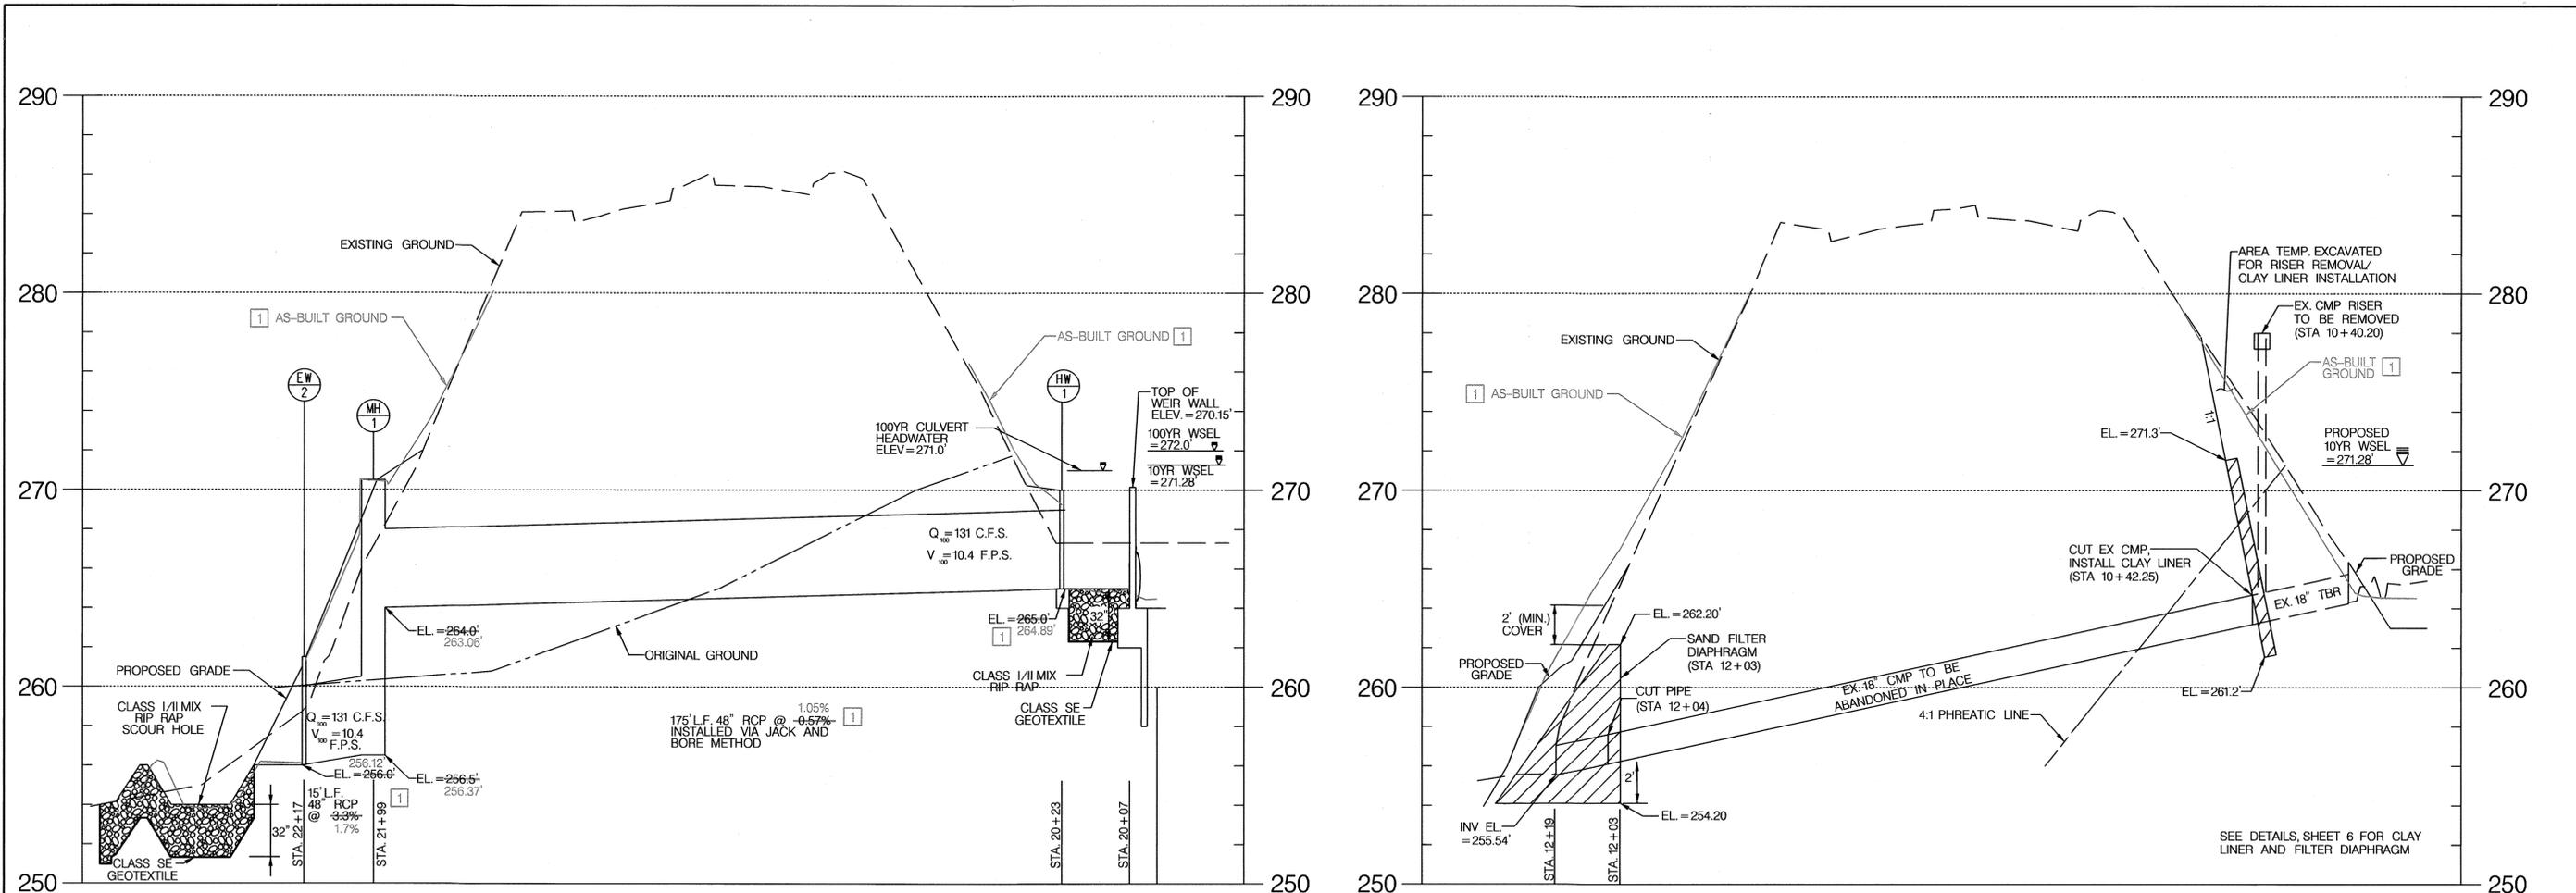 290
280
270
260
250
EXISTING GROUND
1 AS-BUILT GROUND
EW
2
MH
1
PROPOSED GRADE
CLASS I/II MIX
RIP RAP
SCOUR HOLE
CLASS SE
GEOTEXTILE
32"
Q100=131 C.F.S.
V100=10.4
F.P.S.
256.12'
EL.=256.0'
15' L.F.
48" RCP
@ 3.3%
1.7%
1
STA. 22+17
STA. 21+99
EL.=264.0'
263.06'
EL.=256.5'
256.37'
ORIGINAL GROUND
1.05%
175' L.F. 48" RCP @ 0.57% 1
INSTALLED VIA JACK AND
BORE METHOD
AS-BUILT GROUND 1
HW
1
100YR CULVERT
HEADWATER
ELEV=271.0'
TOP OF
WEIR WALL
ELEV.=270.15'
100YR WSEL
=272.0'
10YR WSEL
=271.28'
Q100=131 C.F.S.
V100=10.4 F.P.S.
EL.=265.0'
1 264.89'
32"
CLASS I/II MIX
RIP RAP
CLASS SE
GEOTEXTILE
STA. 20+23
STA. 20+07
290
280
270
260
250
290
280
270
260
250
EXISTING GROUND
1 AS-BUILT GROUND
2' (MIN.)
COVER
PROPOSED
GRADE
EL.=262.20'
SAND FILTER
DIAPHRAGM
(STA 12+03)
CUT PIPE
(STA 12+04)
2'
EL.=254.20
INV EL.
=255.54'
STA. 12+19
STA. 12+03
EX. 18" CMP TO BE
ABANDONED IN PLACE
4:1 PHREATIC LINE
AREA TEMP. EXCAVATED
FOR RISER REMOVAL/
CLAY LINER INSTALLATION
EX. CMP RISER
TO BE REMOVED
(STA 10+40.20)
AS-BUILT
GROUND 1
1:1
EL.=271.3'
PROPOSED
10YR WSEL
=271.28'
CUT EX CMP,
INSTALL CLAY LINER
(STA 10+42.25)
EX. 18" TBR
PROPOSED
GRADE
EL.=261.2'
SEE DETAILS, SHEET 6 FOR CLAY
LINER AND FILTER DIAPHRAGM
290
280
270
260
250